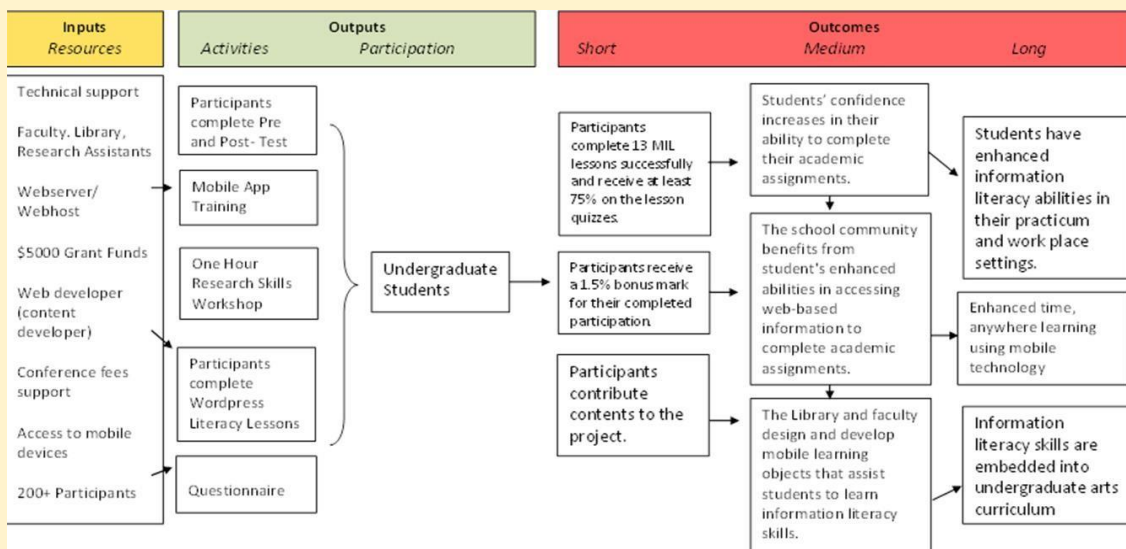 Inputs
Resources
Outputs
Activities
Participation
Outcomes
Short
Medium
Long
Technical support
Faculty. Library,
Research Assistants
Webserver/
Webhost
$5000 Grant Funds
Web developer
(content
developer)
Conference fees
support
Access to mobile
devices
200+ Participants
Participants
complete Pre
and Post- Test
Mobile App
Training
One Hour
Research Skills
Workshop
Participants
complete
Wordpress
Literacy Lessons
Questionnaire
Undergraduate
Students
Participants
complete 13 MIL
lessons successfully
and receive at least
75% on the lesson
quizzes.
Participants receive
a 1.5% bonus mark
for their completed
participation.
Participants
contribute
contents to the
project.
Students' confidence
increases in their
ability to complete
their academic
assignments.
The school community
benefits from
student's enhanced
abilities in accessing
web-based
information to
complete academic
assignments.
The Library and faculty
design and develop
mobile learning
objects that assist
students to learn
information literacy
skills.
Students have
enhanced
information
literacy abilities in
their practicum
and work place
settings.
Enhanced time,
anywhere learning
using mobile
technology
Information
literacy skills are
embedded into
undergraduate arts
curriculum